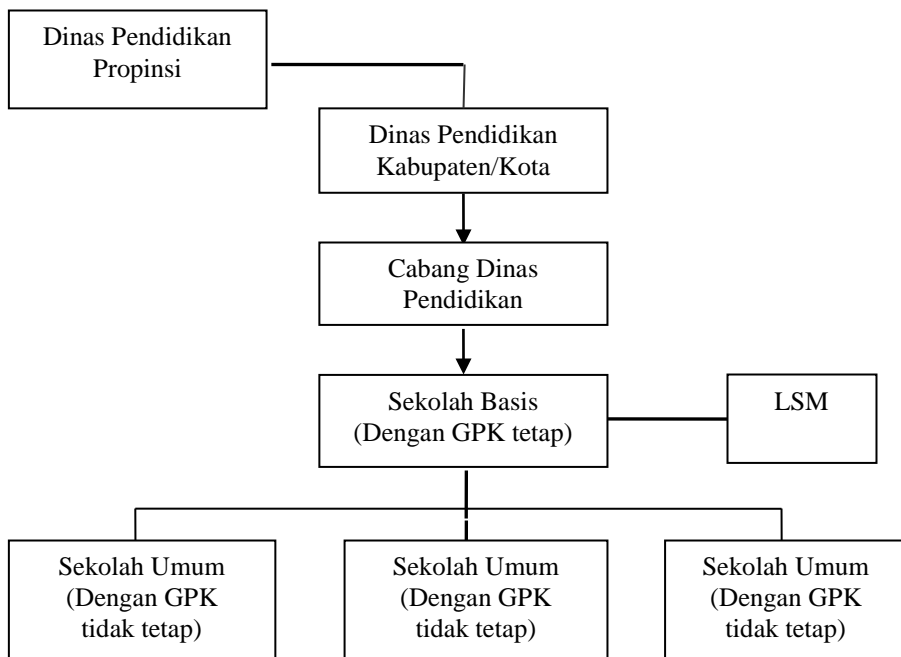 Dinas Pendidikan
Propinsi
Dinas Pendidikan
Kabupaten/Kota
Cabang Dinas
Pendidikan
Sekolah Basis
(Dengan GPK tetap)
LSM
Sekolah Umum
(Dengan GPK
tidak tetap)
Sekolah Umum
(Dengan GPK
tidak tetap)
Sekolah Umum
(Dengan GPK
tidak tetap)